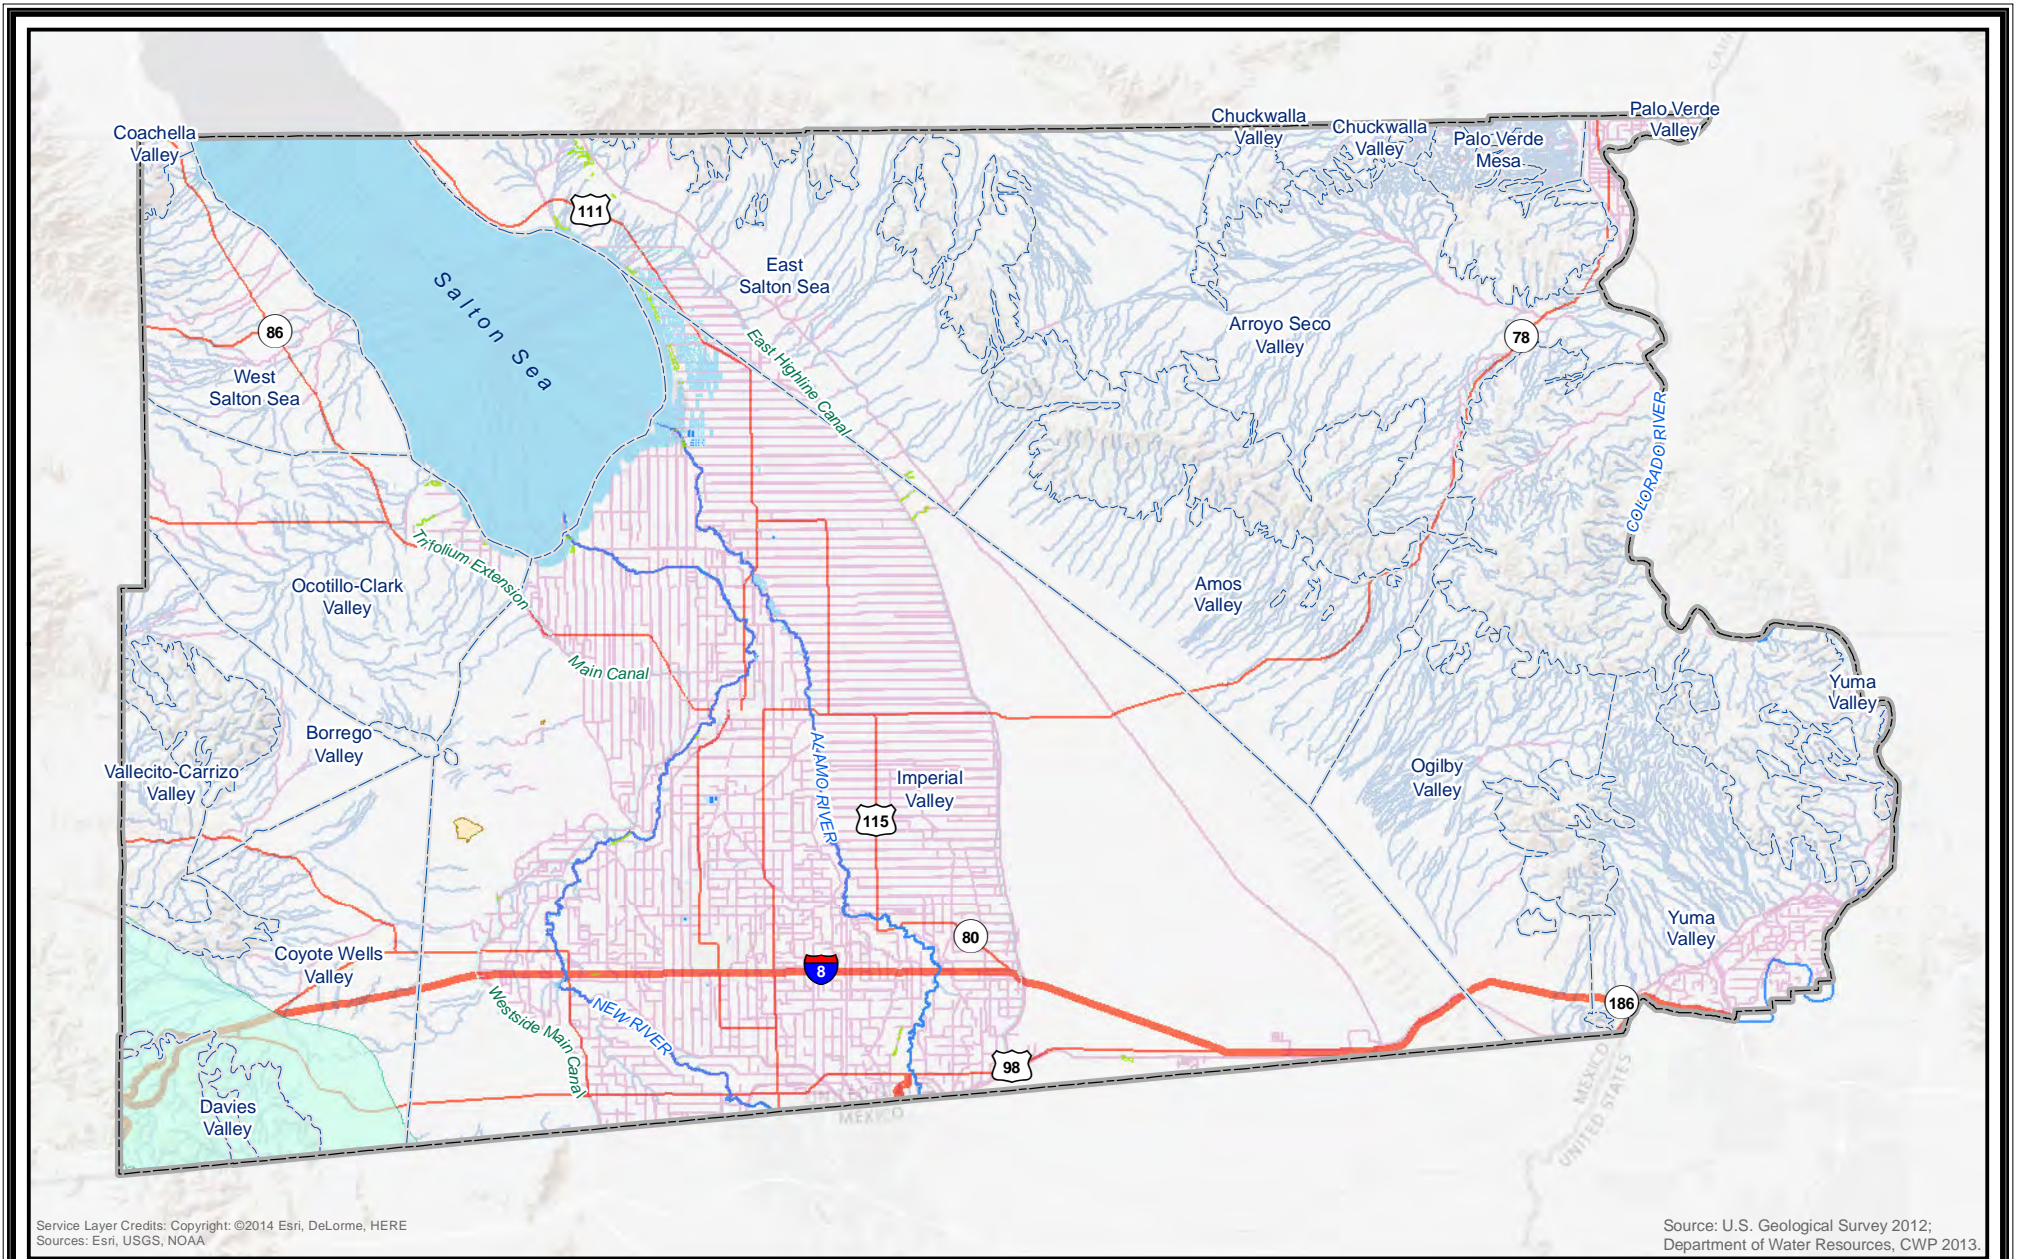 Coachella
Valley
Chuckwalla
Valley
Chuckwalla
Valley
Palo Verde
Mesa
Palo Verde
Valley
111
East
Salton Sea
Salton Sea
86
West
Salton Sea
East Highline Canal
Arroyo Seco
Valley
78
COLORADO RIVER
Trifolium Extension
Ocotillo-Clark
Valley
Amos
Valley
Main Canal
Yuma
Valley
Borrego
Valley
Vallecito-Carrizo
Valley
ALAMO RIVER
Imperial
Valley
115
Ogilby
Valley
Yuma
Valley
80
Coyote Wells
Valley
8
186
Westside Main Canal
NEW RIVER
98
Davies
Valley
MEXICO
MEXICO
UNITED STATES
Service Layer Credits: Copyright: ©2014 Esri, DeLorme, HERE
Sources: Esri, USGS, NOAA
Source: U.S. Geological Survey 2012;
Department of Water Resources, CWP 2013.